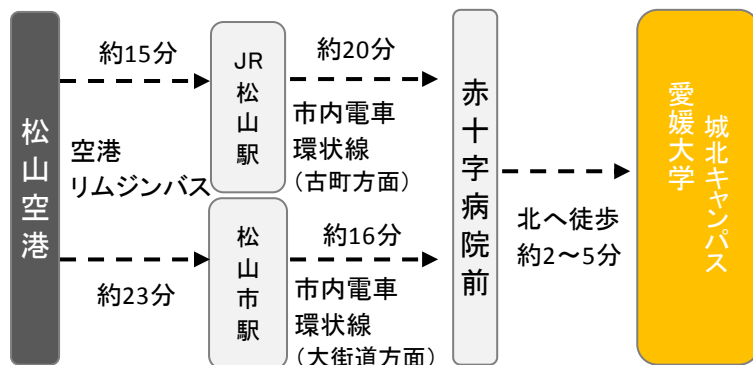 松山空港
約15分
空港
リムジンバス
約23分
JR
松山駅
松山市駅
約20分
市内電車
環状線
(古町方面)
約16分
市内電車
環状線
(大街道方面)
赤十字病院前
北へ徒歩
約2～5分
愛媛大学
城北キャンパス